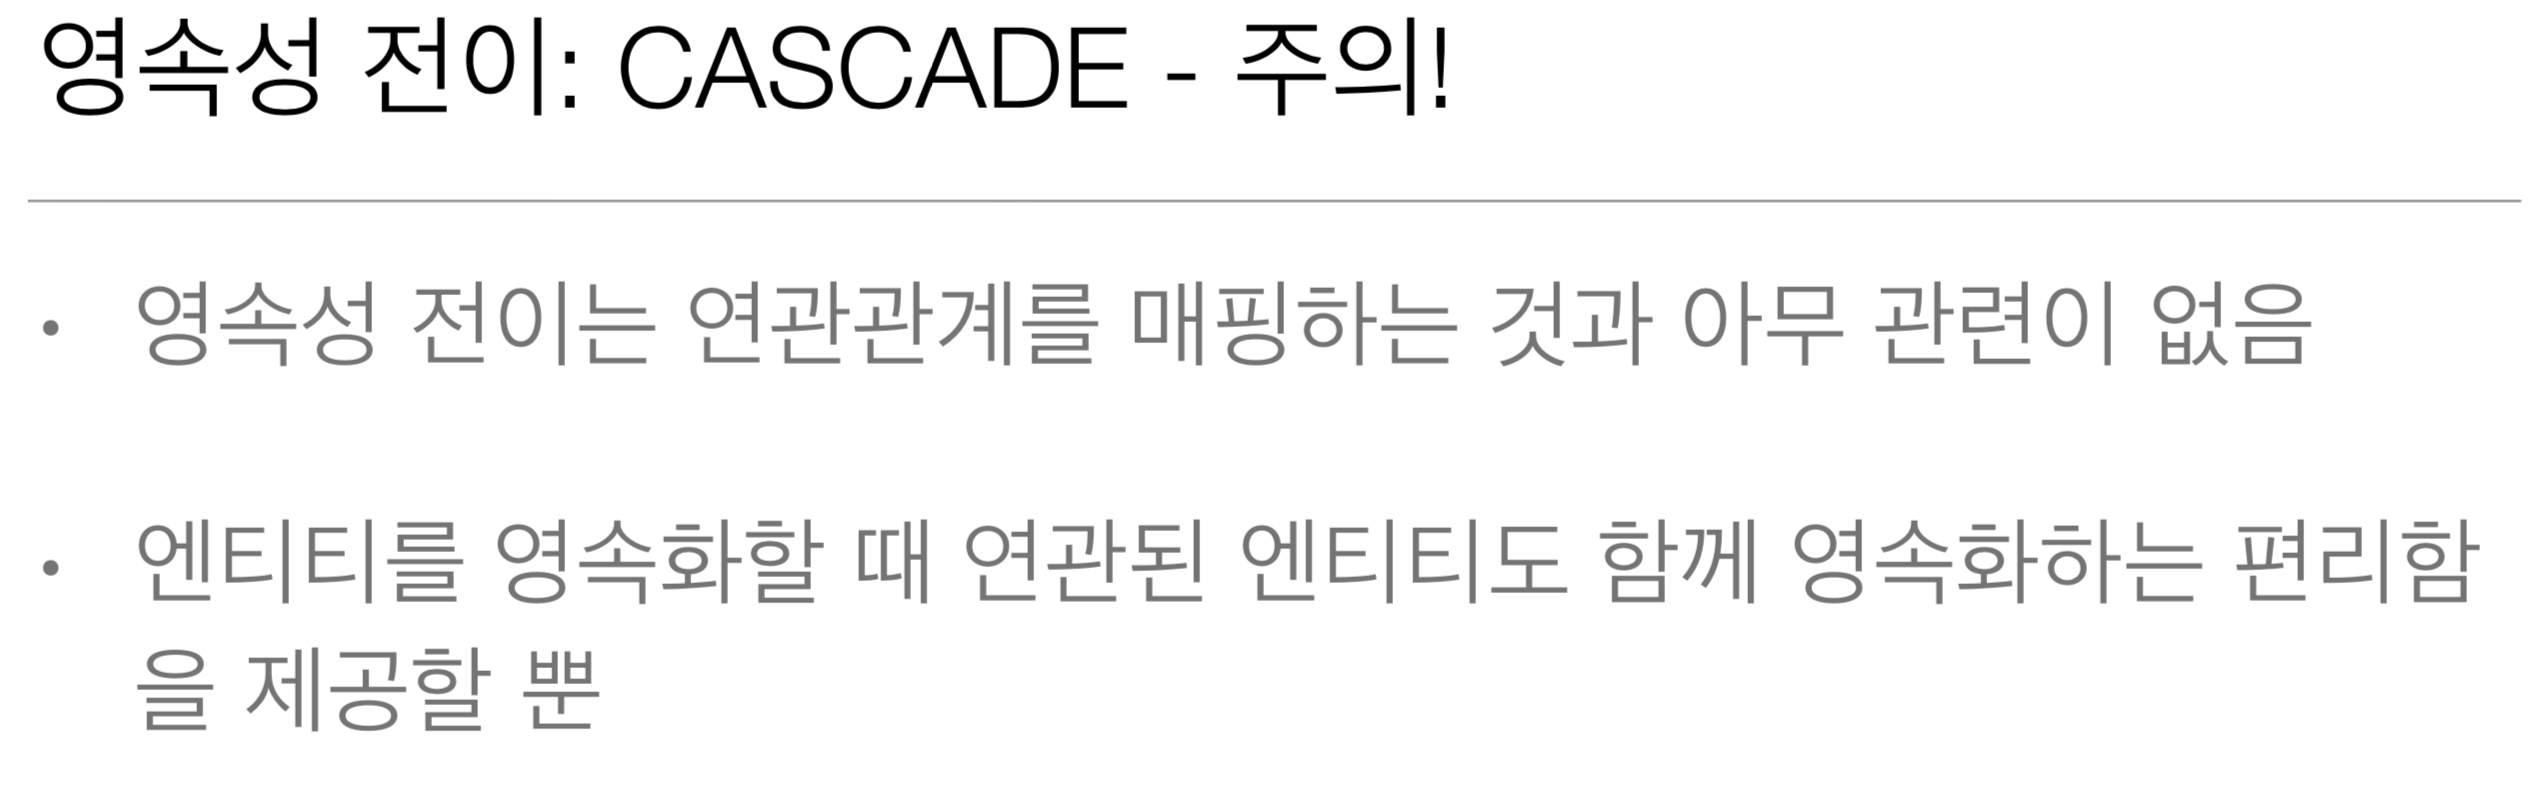 영속성 전이: CASCADE - 주의!
• 영속성 전이는 연관관계를 매핑하는 것과 아무 관련이 없음
• 엔티티를 영속화할 때 연관된 엔티티도 함께 영속화하는 편리함
을 제공할 뿐